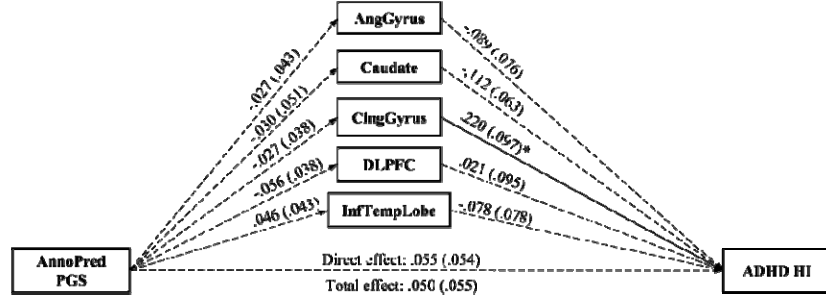 AngGyrus
Caudate
CingGyrus
DLPFC
InfTempLobe
-.027 (.043)
-.030 (.051)
-.027 (.038)
-.056 (.038)
.046 (.043)
-.089 (.076)
-.112 (.063)
.220 (.097)*
.021 (.095)
-.078 (.078)
AnnoPred
PGS
Direct effect: .055 (.054)
Total effect: .050 (.055)
ADHD HI